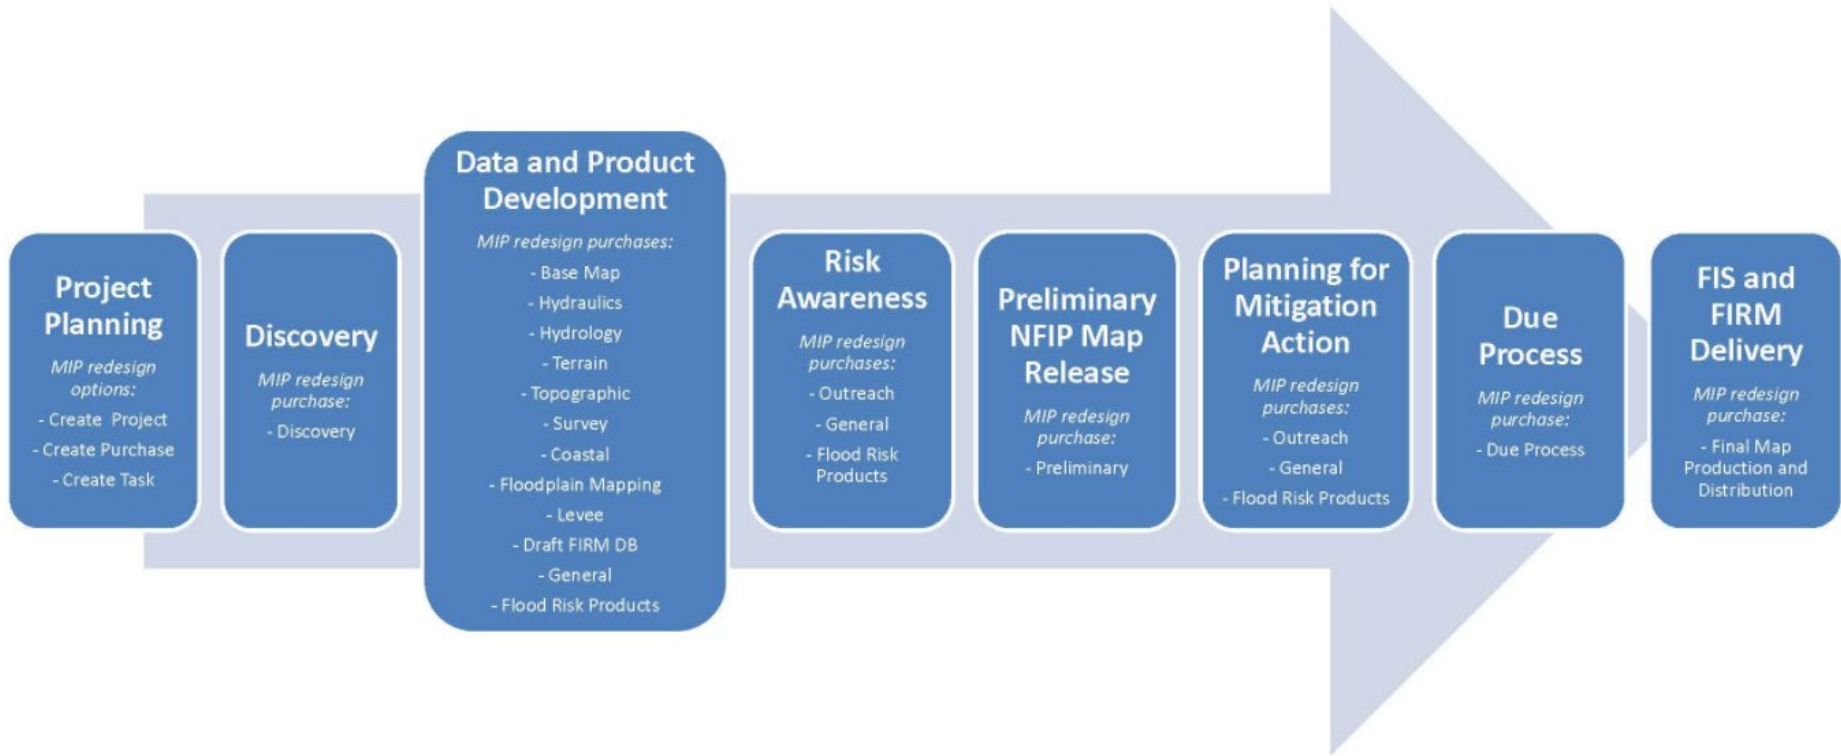 Project
Planning
MIP redesign
options:
- Create Project
- Create Purchase
- Create Task
Discovery
MIP redesign
purchase:
- Discovery
Data and Product
Development
MIP redesign purchases:
- Base Map
- Hydraulics
- Hydrology
- Terrain
- Topographic
- Survey
- Coastal
- Floodplain Mapping
- Levee
- Draft FIRM DB
- General
- Flood Risk Products
Risk
Awareness
MIP redesign
purchases:
- Outreach
- General
- Flood Risk
Products
Preliminary
NFIP Map
Release
MIP redesign
purchase:
- Preliminary
Planning for
Mitigation
Action
MIP redesign
purchases:
- Outreach
- General
- Flood Risk Products
Due
Process
MIP redesign
purchase:
- Due Process
FIS and
FIRM
Delivery
MIP redesign
purchase:
- Final Map
Production and
Distribution